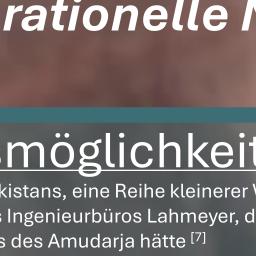 rationelle
smöglichkeit
kistans, eine Reihe kleinerer
s Ingenieurbüros Lahmeyer, d
s des Amudarja hätte [7]